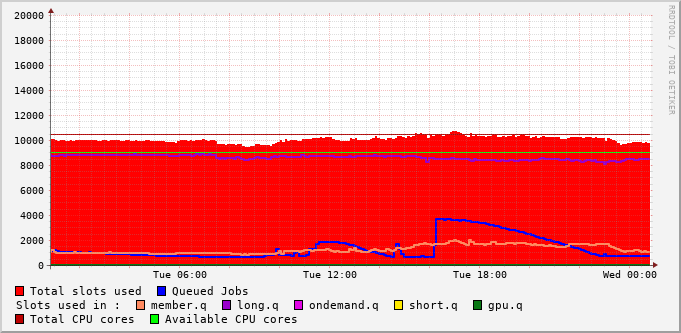 20000
18000
16000
14000
12000
10000
8000
6000
4000
2000
0
Tue 06:00 Tue 12:00 Tue 18:00 Wed 00:00
Total slots used Queued Jobs
Slots used in : member.q long.q ondemand.q short.q gpu.q
Total CPU cores Available CPU cores
RRDTOOL / TOBI OETIKER